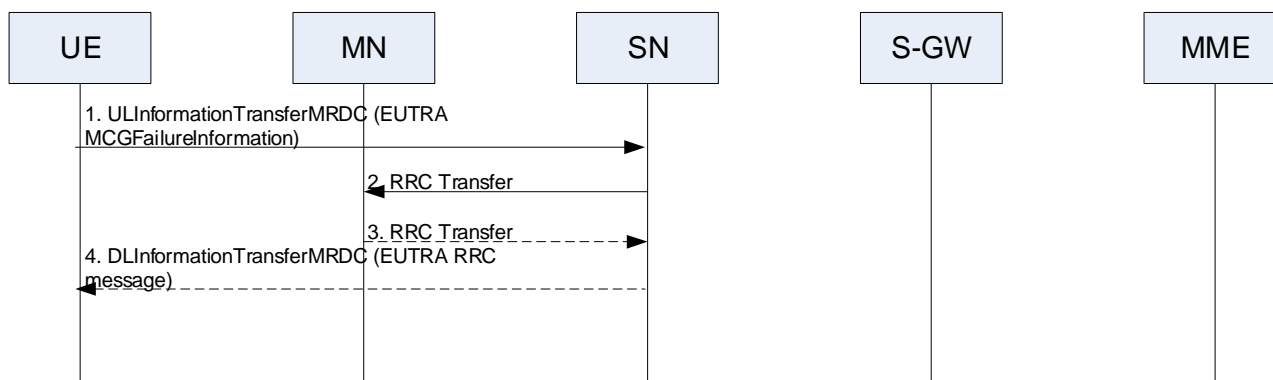 UE
MN
SN
S-GW
MME
1. ULInformationTransferMRDC (EUTRA
MCGFailureInformation)
2. RRC Transfer
3. RRC Transfer
4. DLInformationTransferMRDC (EUTRA RRC
message)